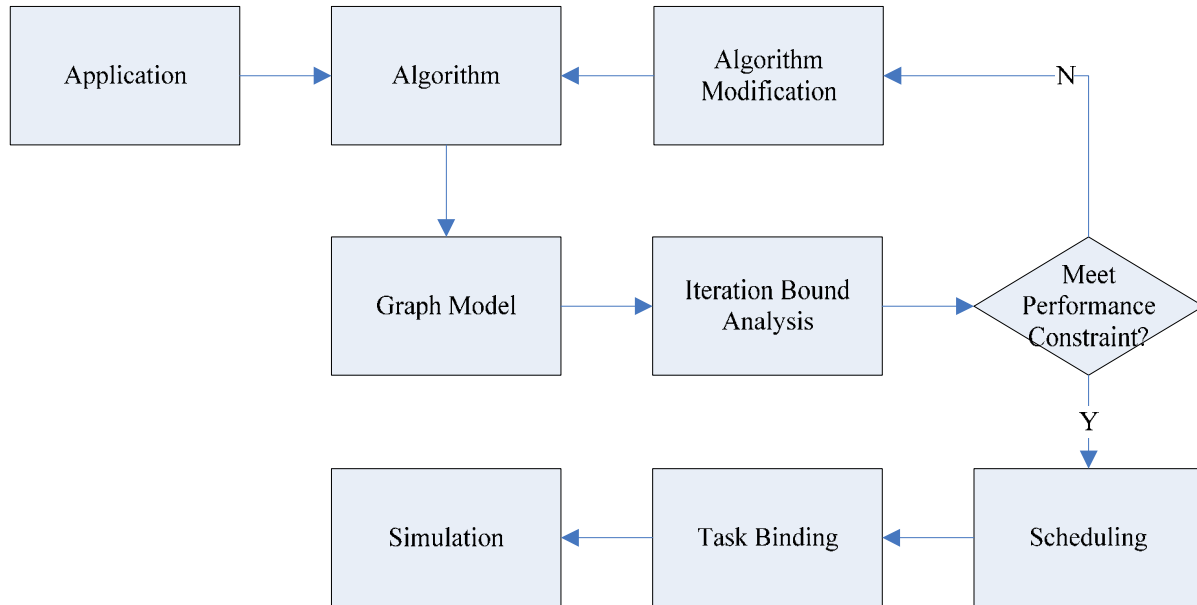 Application
Algorithm
Algorithm
Modification
N
Graph Model
Iteration Bound
Analysis
Meet
Performance
Constraint?
Y
Simulation
Task Binding
Scheduling